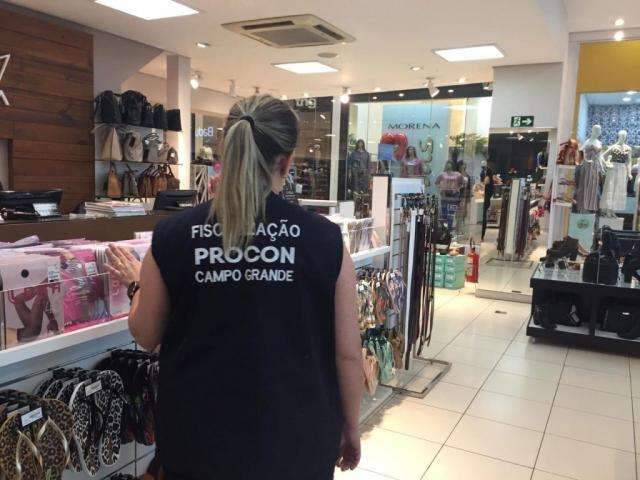 MORENA
FISCALIZAÇÃO
PROCON
CAMPO GRANDE